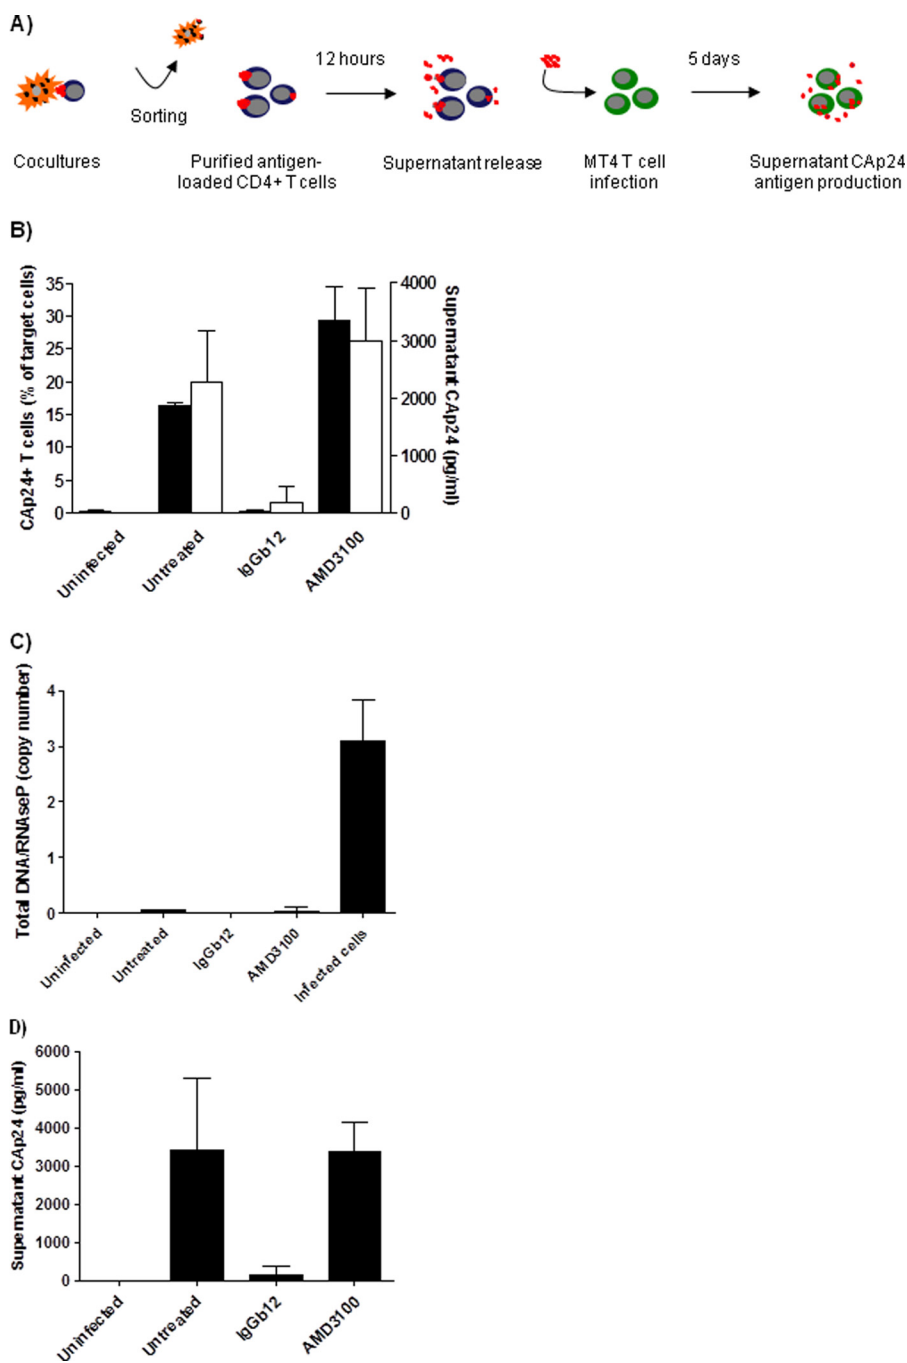 A)
12 hours
5 days
Sorting
Cocultures
Purified antigen-
loaded CD4+ T cells
Supernatant release
MT4 T cell
infection
Supernatant CAp24
antigen production
B)
CAp24+ T cells (% of target cells)
35
30
25
20
15
10
5
0
4000
3000
2000
1000
0
Supernatant CAp24 (pg/ml)
Uninfected
Untreated
IgGb12
AMD3100
C)
Total DNA/RNAseP (copy number)
4
3
2
1
0
Uninfected
Untreated
IgGb12
AMD3100
Infected cells
D)
Supernatant CAp24 (pg/ml)
6000
5000
4000
3000
2000
1000
0
Uninfected
Untreated
IgGb12
AMD3100